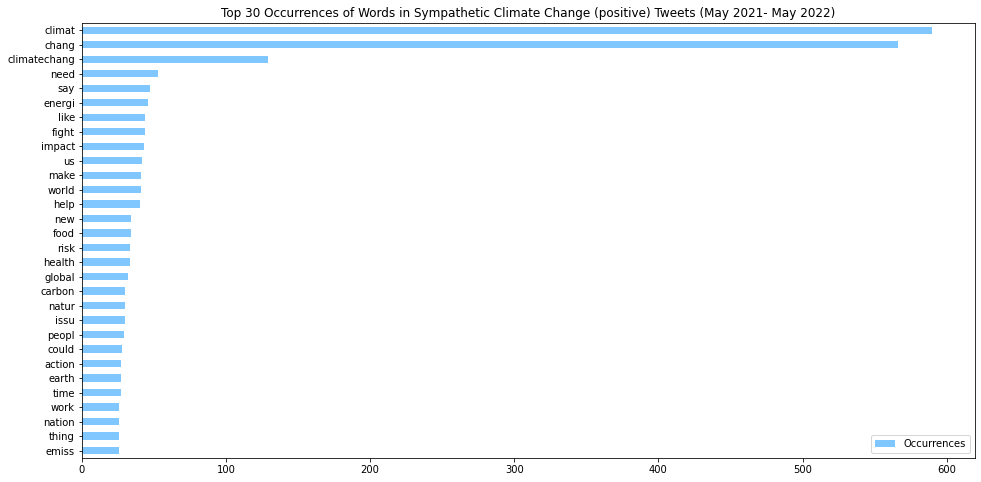 Top 30 Occurrences of Words in Sympathetic Climate Change (positive) Tweets (May 2021- May 2022)
climat
chang
climatechang
need
say
energi
like
fight
impact
us
make
world
help
new
food
risk
health
global
carbon
natur
issu
peopl
could
action
earth
time
work
nation
thing
emiss
Occurrences
0 100 200 300 400 500 600